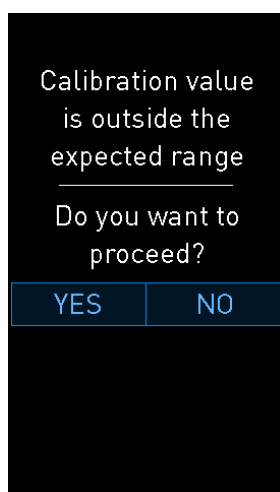 Calibration value
is outside the
expected range
Do you want to
proceed?
YES NO